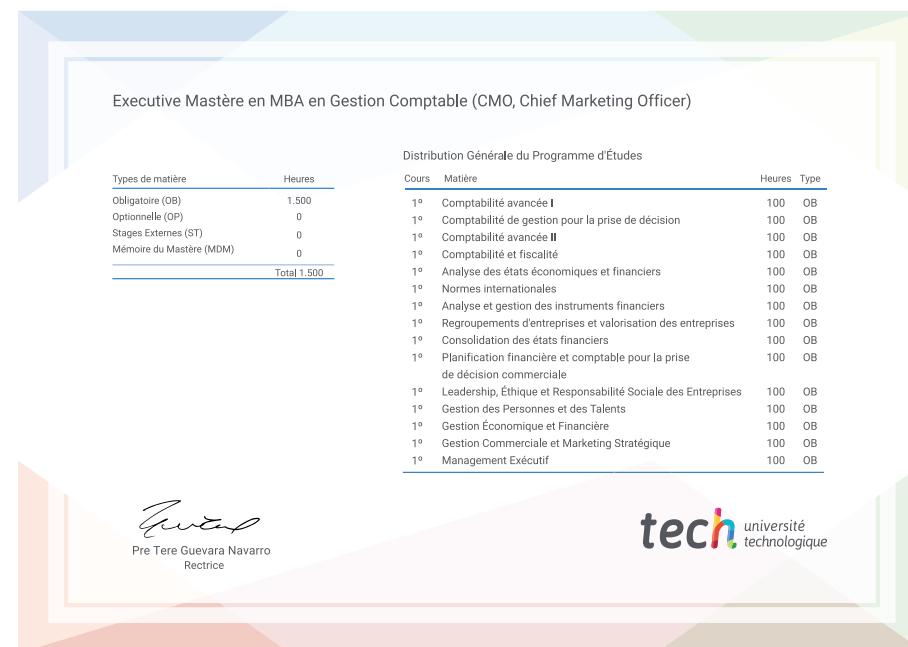 Executive Mastère en MBA en Gestion Comptable (CMO, Chief Marketing Officer)
Types de matière Heures
Obligatoire (OB) 1.500
Optionnelle (OP) 0
Stages Externes (ST) 0
Mémoire du Mastère (MDM) 0
Total 1.500
Distribution Générale du Programme d'Études
Cours Matière Heures Type
1º Comptabilité avancée I 100 OB
1º Comptabilité de gestion pour la prise de décision 100 OB
1º Comptabilité avancée II 100 OB
1º Comptabilité et fiscalité 100 OB
1º Analyse des états économiques et financiers 100 OB
1º Normes internationales 100 OB
1º Analyse et gestion des instruments financiers 100 OB
1º Regroupements d'entreprises et valorisation des entreprises 100 OB
1º Consolidation des états financiers 100 OB
1º Planification financière et comptable pour la prise 100 OB
de décision commerciale
1º Leadership, Éthique et Responsabilité Sociale des Entreprises 100 OB
1º Gestion des Personnes et des Talents 100 OB
1º Gestion Économique et Financière 100 OB
1º Gestion Commerciale et Marketing Stratégique 100 OB
1º Management Exécutif 100 OB
Pre Tere Guevara Navarro
Rectrice
tech université
technologique